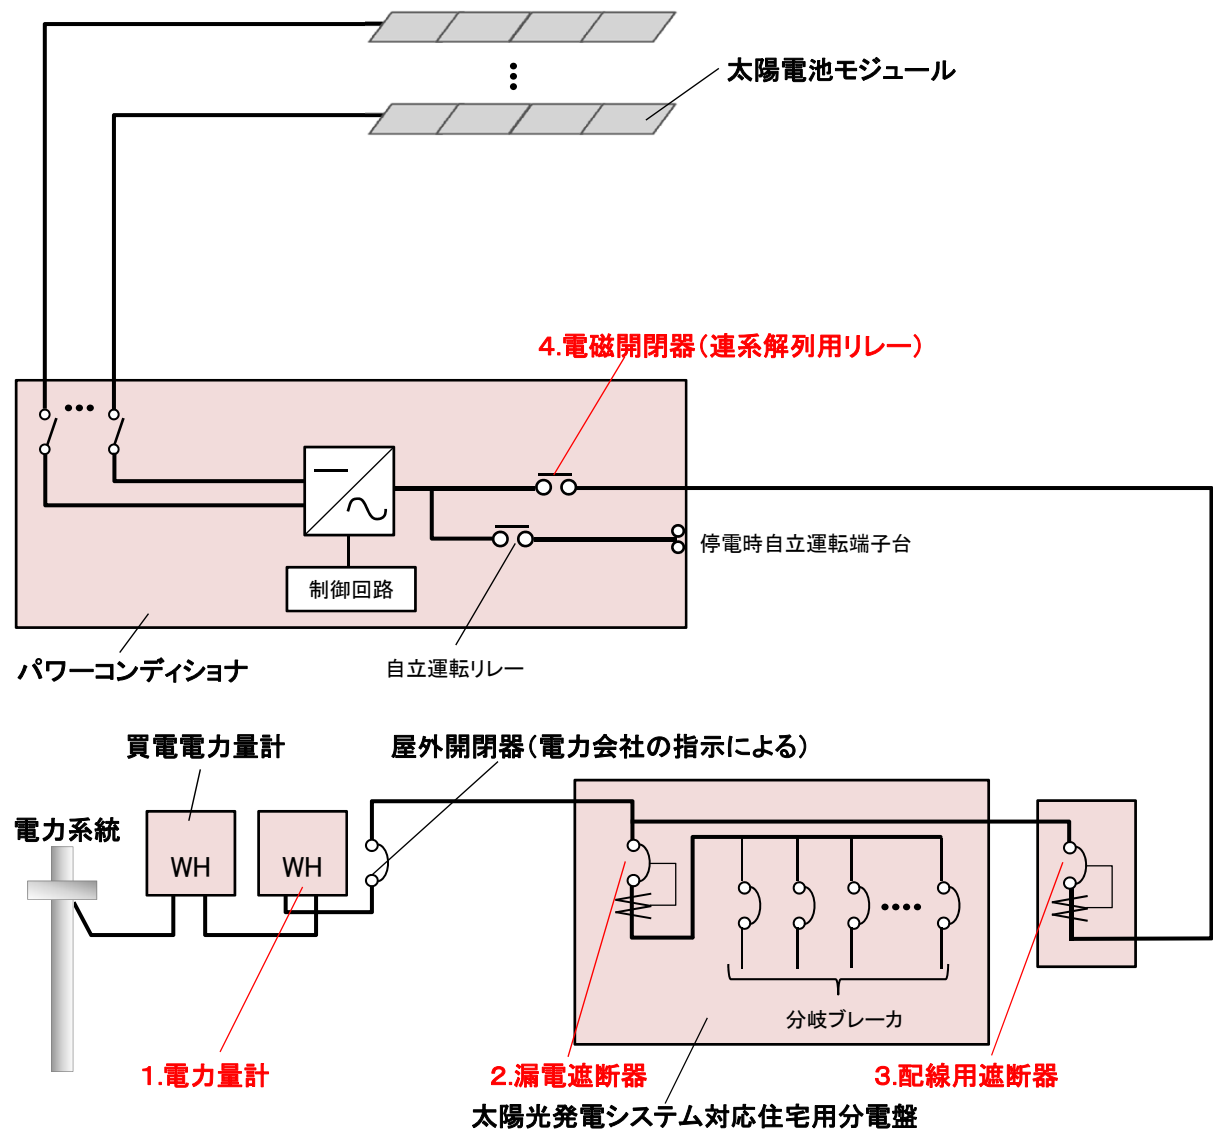 太陽電池モジュール
4.電磁開閉器(連系解列用リレー)
停電時自立運転端子台
制御回路
パワーコンディショナ
自立運転リレー
買電電力量計
屋外開閉器(電力会社の指示による)
電力系統
WH
WH
分岐ブレーカ
1.電力量計
2.漏電遮断器
3.配線用遮断器
太陽光発電システム対応住宅用分電盤